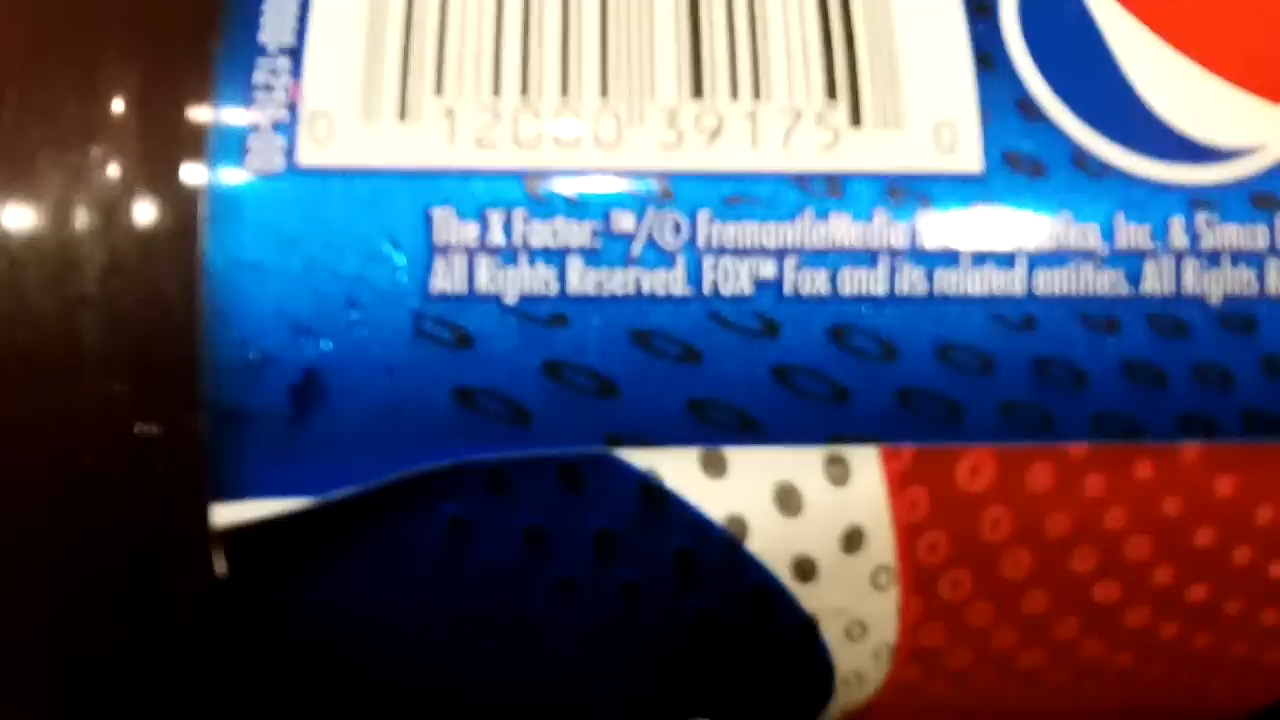 0 12000 39175 0
The X Factor: ™/© FremantleMedia Inc. & Simco
All Rights Reserved. FOX™ Fox and its related entities. All Rights